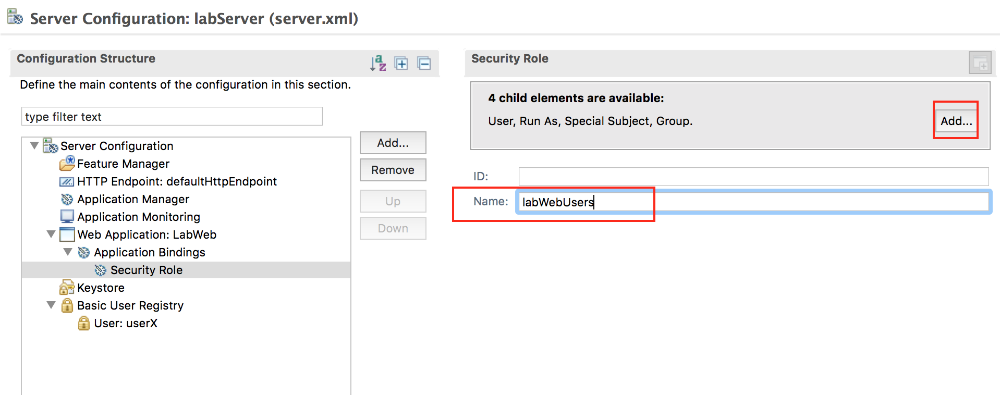 Server Configuration: labServer (server.xml)
Configuration Structure
Define the main contents of the configuration in this section.
type filter text
Server Configuration
Feature Manager
HTTP Endpoint: defaultHttpEndpoint
Application Manager
Application Monitoring
Web Application: LabWeb
Application Bindings
Security Role
Keystore
Basic User Registry
User: userX
Add...
Remove
Up
Down
Security Role
4 child elements are available:
User, Run As, Special Subject, Group.
Add...
ID:
Name: labWebUsers